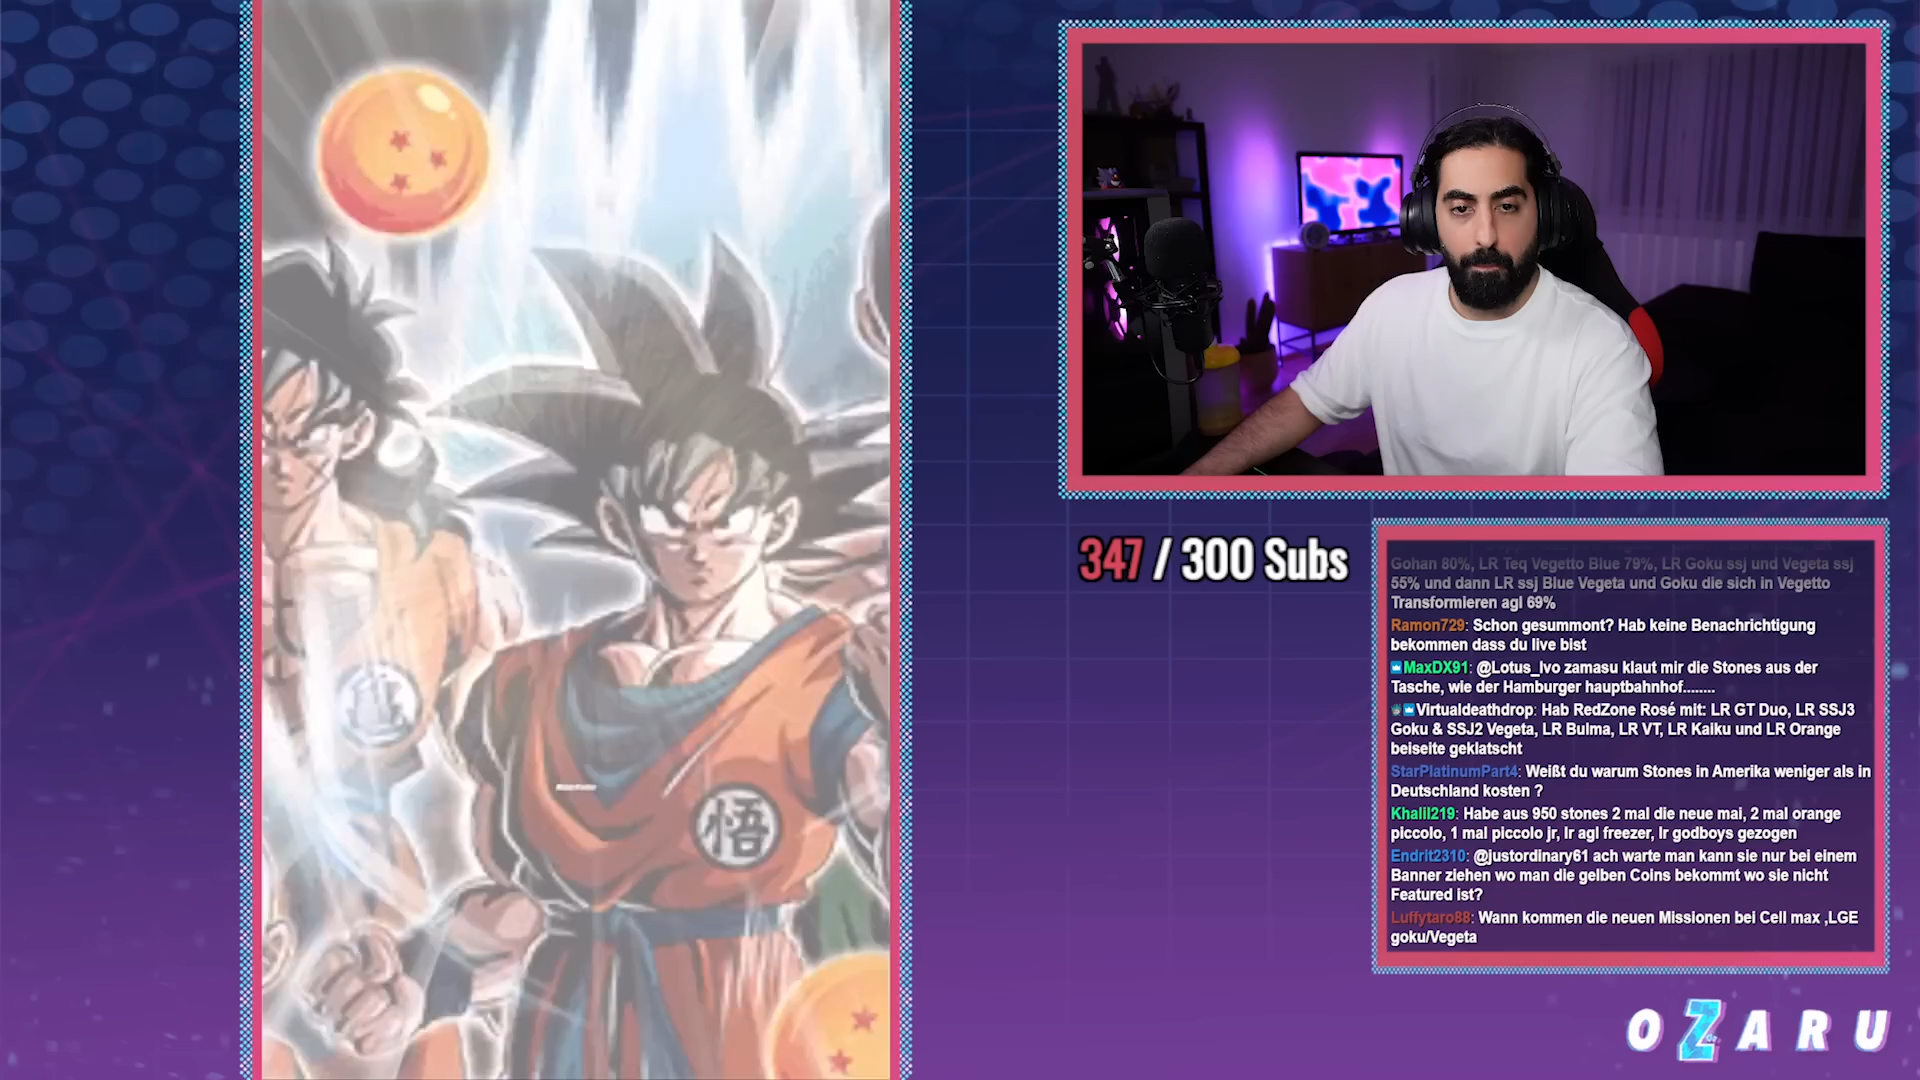 悟
347 / 300 Subs
Gohan 80%, LR Teq Vegetto Blue 79%, LR Goku ssj und Vegeta ssj
55% und dann LR ssj Blue Vegeta und Goku die sich in Vegetto
Transformieren agl 69%
Ramon729: Schon gesummont? Hab keine Benachrichtigung
bekommen dass du live bist
MaxDX91: @Lotus_Ivo zamasu klaut mir die Stones aus der
Tasche, wie der Hamburger hauptbahnhof........
Virtualdeathdrop: Hab RedZone Rosé mit: LR GT Duo, LR SSJ3
Goku & SSJ2 Vegeta, LR Bulma, LR VT, LR Kaiku und LR Orange
beiseite geklatscht
StarPlatinumPart4: Weißt du warum Stones in Amerika weniger als in
Deutschland kosten ?
Khalil219: Habe aus 950 stones 2 mal die neue mai, 2 mal orange
piccolo, 1 mal piccolo jr, lr agl freezer, lr godboys gezogen
Endrit2310: @justordinary61 ach warte man kann sie nur bei einem
Banner ziehen wo man die gelben Coins bekommt wo sie nicht
Featured ist?
Luffytaro88: Wann kommen die neuen Missionen bei Cell max ,LGE
goku/Vegeta
OZARU